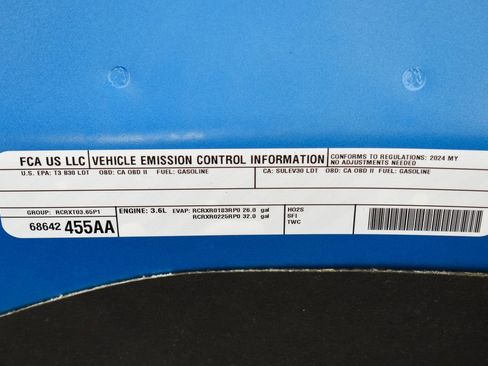 FCA US LLC VEHICLE EMISSION CONTROL INFORMATION CONFORMS TO REGULATIONS: 2024 MY
NO ADJUSTMENTS NEEDED
U.S. EPA: T3 B30 LDT OBD: CA OBD II FUEL: GASOLINE CA: SULEV30 LDT OBD: CA OBD II FUEL: GASOLINE
GROUP: RCRXT03.65P1 ENGINE: 3.6L EVAP: RCRXR0183RP0 26.0 gal HO2S
RCRXR0225RP0 32.0 gal SFI
68642 455AA TWC